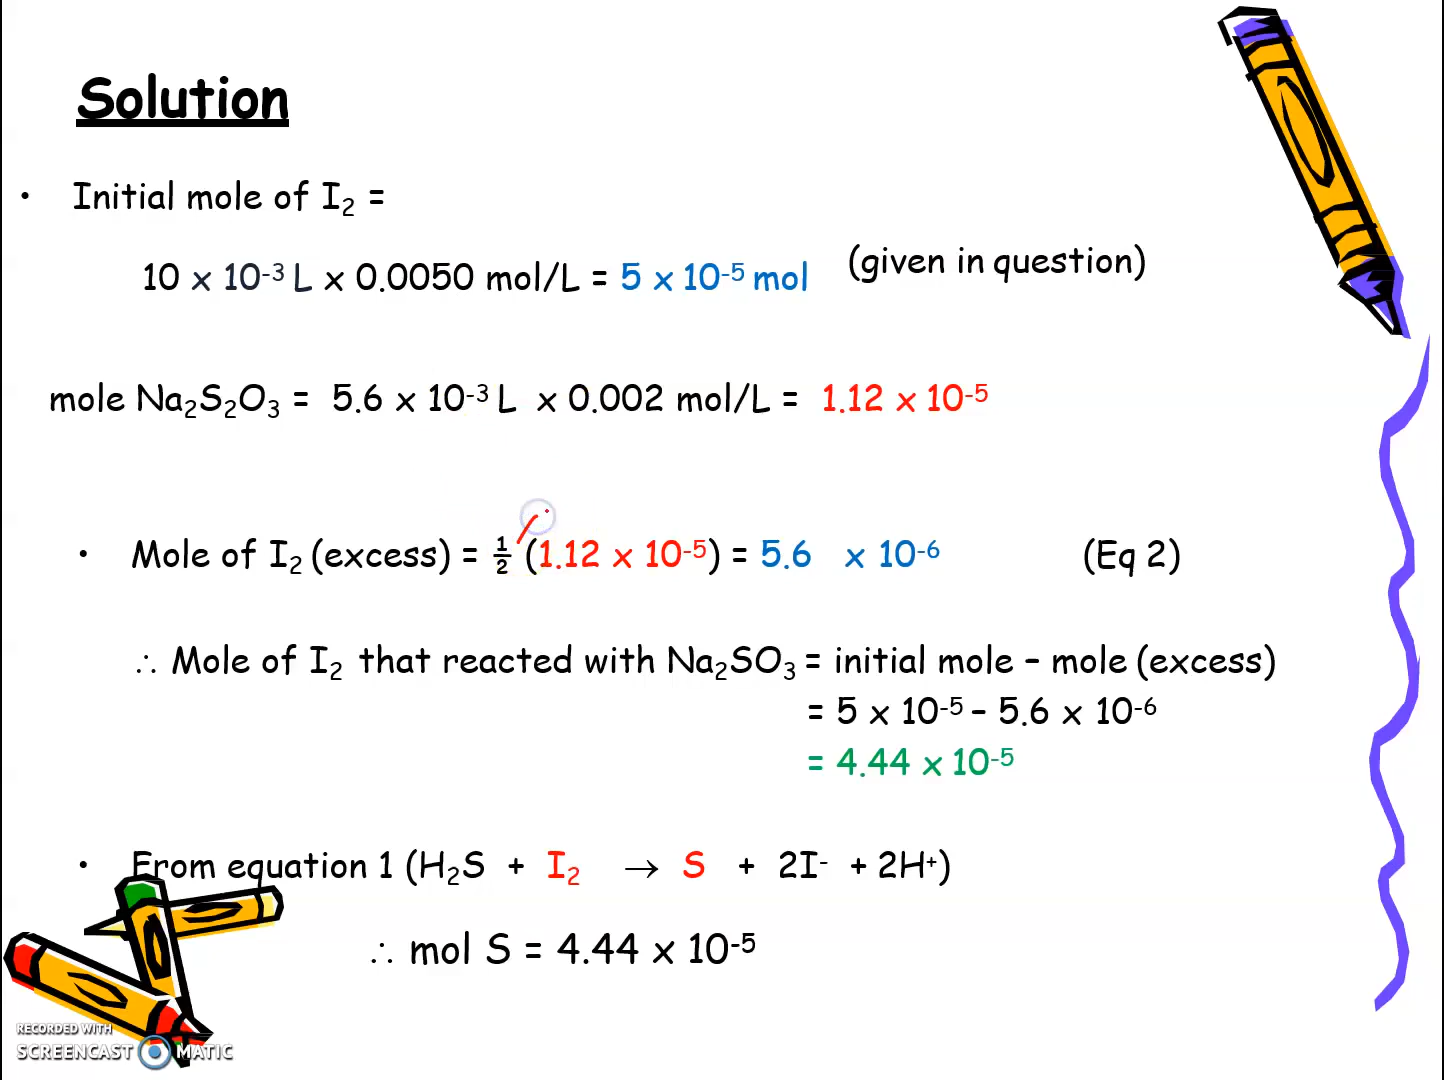 Solution
• Initial mole of I₂ =
10 x 10⁻³ L x 0.0050 mol/L = 5 x 10⁻⁵ mol (given in question)
mole Na₂S₂O₃ = 5.6 x 10⁻³ L x 0.002 mol/L = 1.12 x 10⁻⁵
• Mole of I₂ (excess) = ½ (1.12 x 10⁻⁵) = 5.6 x 10⁻⁶ (Eq 2)
∴ Mole of I₂ that reacted with Na₂SO₃ = initial mole – mole (excess)
= 5 x 10⁻⁵ – 5.6 x 10⁻⁶
= 4.44 x 10⁻⁵
• From equation 1 (H₂S + I₂ → S + 2I⁻ + 2H⁺)
∴ mol S = 4.44 x 10⁻⁵
RECORDED WITH
SCREENCAST MATIC